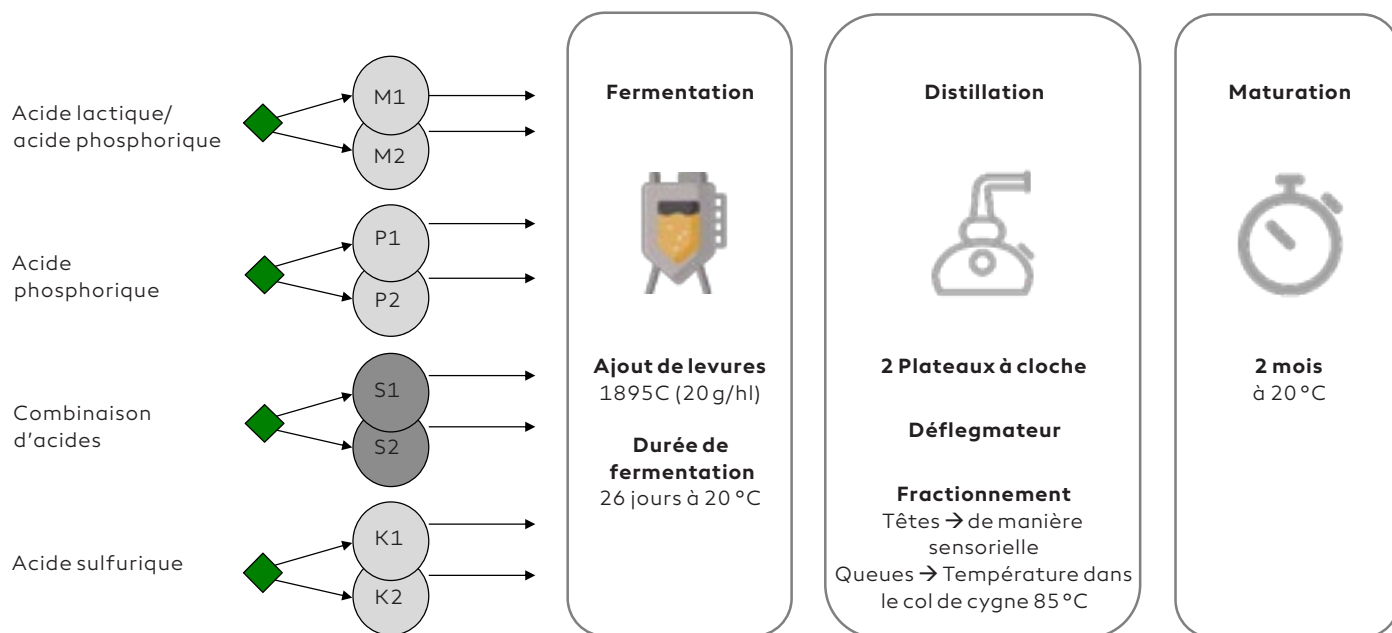 Acide lactique/
acide phosphorique
M1
M2
Acide
phosphorique
P1
P2
Combinaison
d'acides
S1
S2
Acide sulfurique
K1
K2
Fermentation
Ajout de levures
1895C (20 g/hl)
Durée de
fermentation
26 jours à 20 °C
Distillation
2 Plateaux à cloche
Déflegmateur
Fractionnement
Têtes → de manière
sensorielle
Queues → Température dans
le col de cygne 85 °C
Maturation
2 mois
à 20 °C